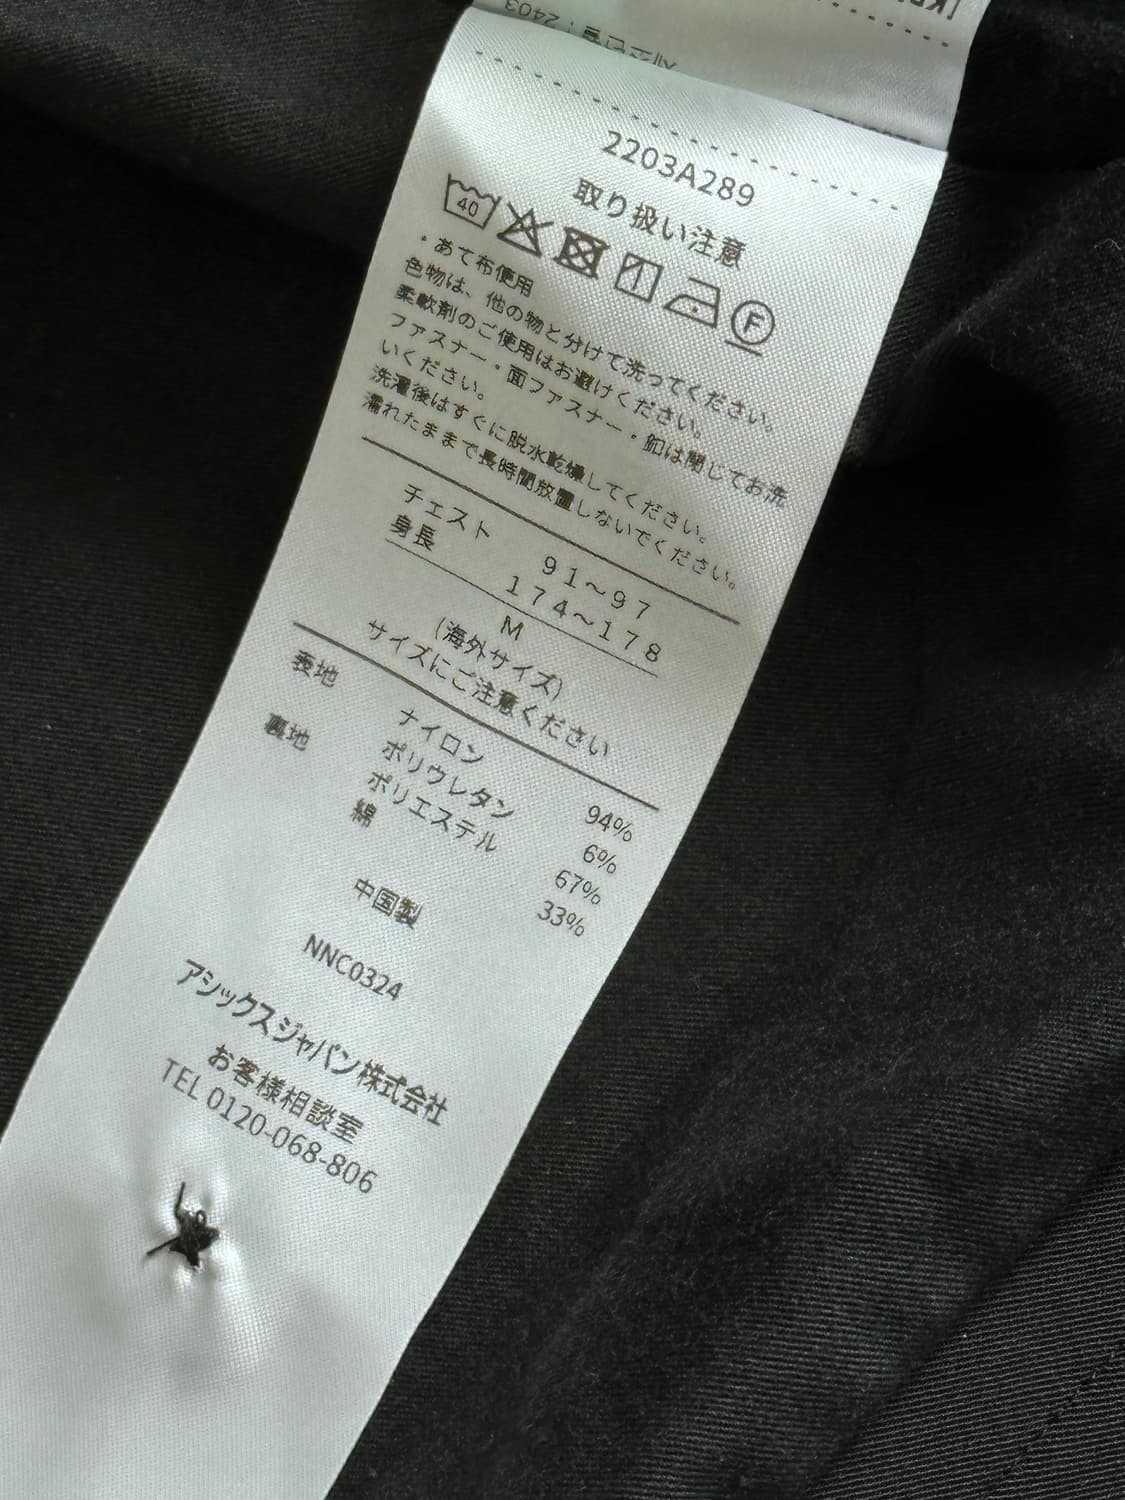 2403
2203A289
取り扱い注意
40
F
・あて布使用
色物は、他の物と分けて洗ってください。
柔軟剤のご使用はお避けください。
ファスナー・面ファスナー・釦は閉じてお洗
いください。
洗濯後はすぐに脱水乾燥してください。
濡れたままで長時間放置しないでください。
チェスト 91～97
身長 174～178
M
(海外サイズ)
サイズにご注意ください
表地 ナイロン 94%
ポリウレタン 6%
裏地 ポリエステル 67%
綿 33%
中国製
NNC0324
アシックスジャパン株式会社
お客様相談室
TEL 0120-068-806